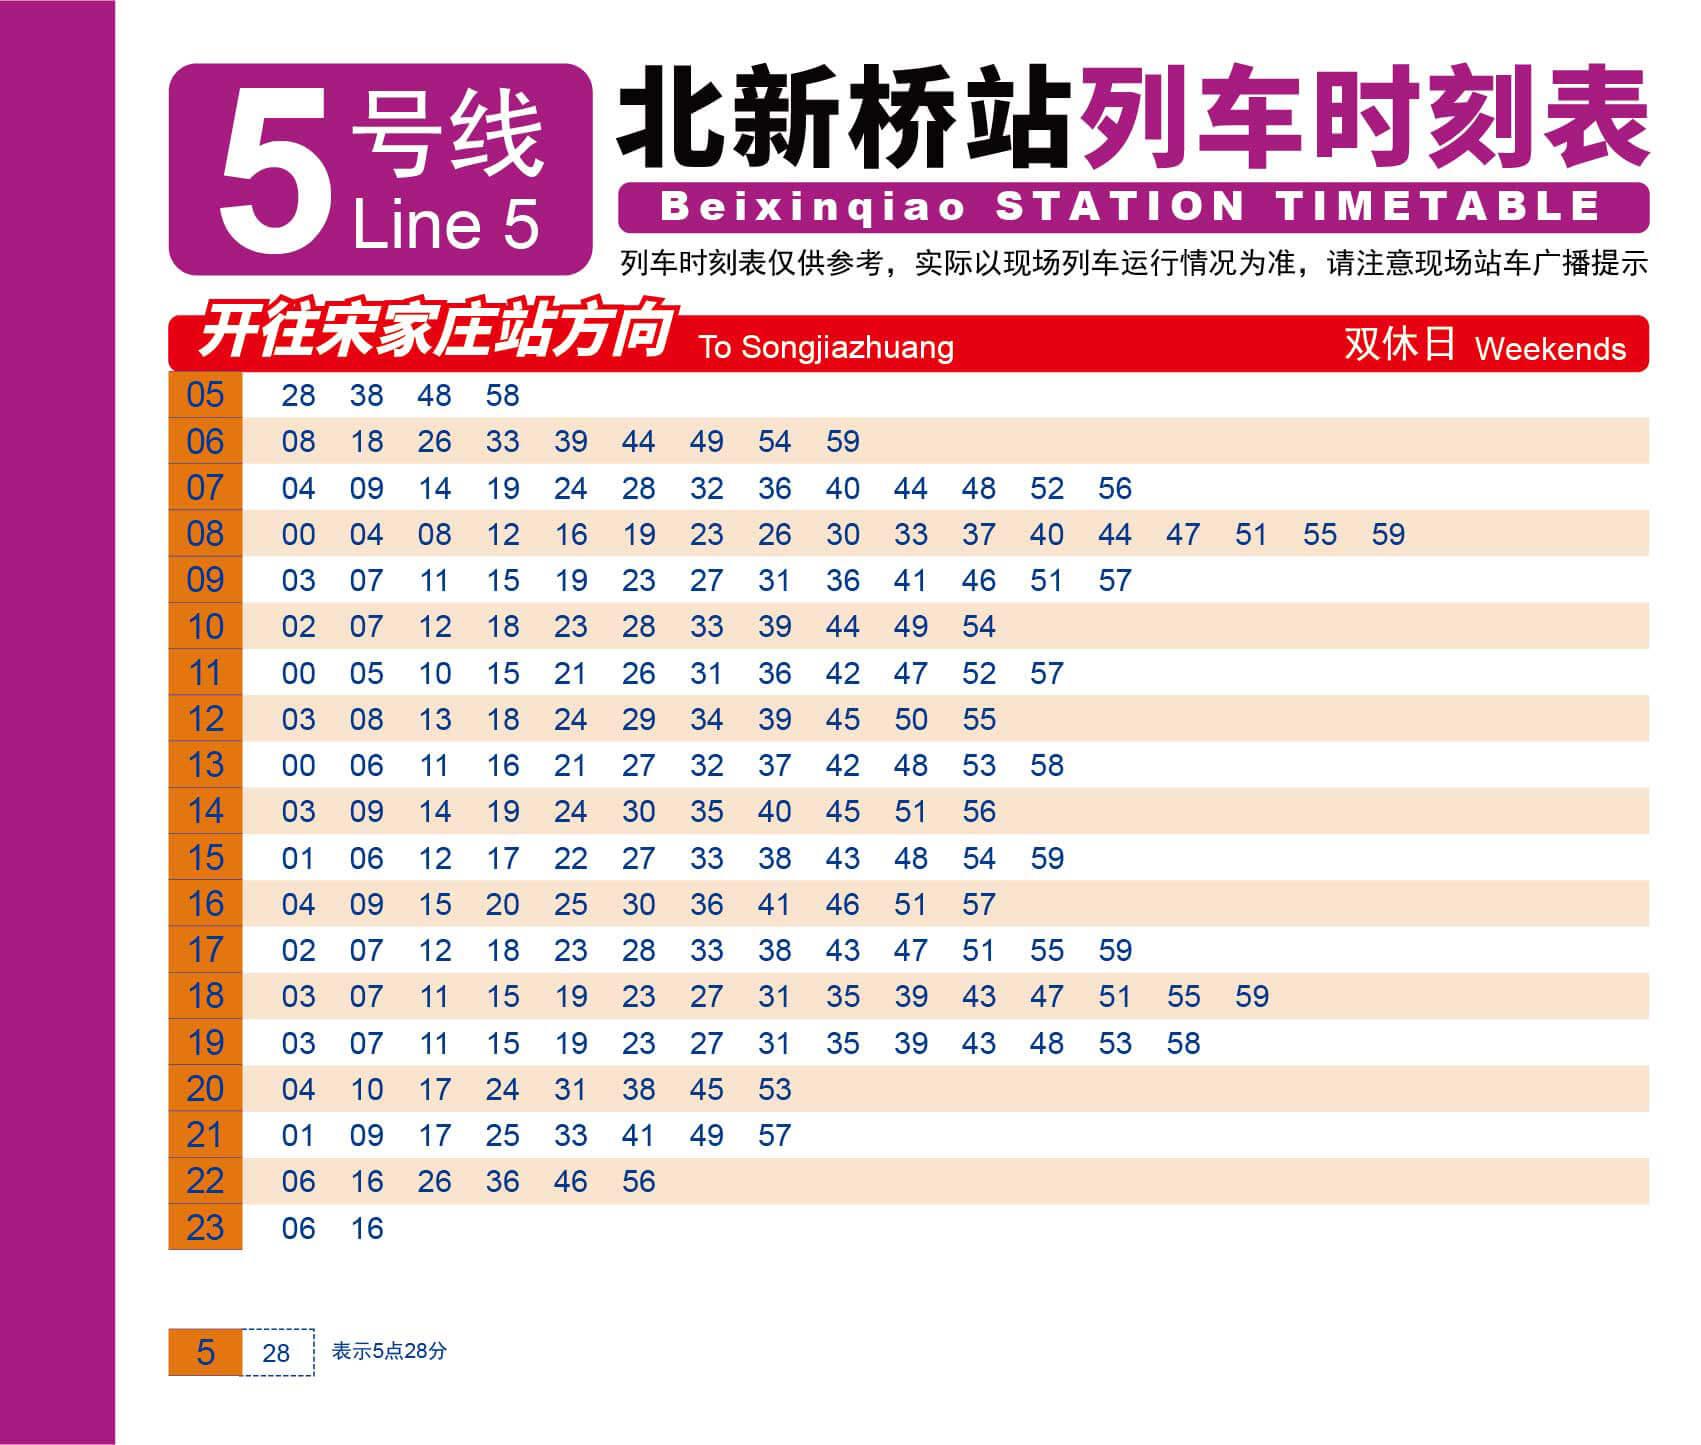 5 号线
Line 5
北新桥站列车时刻表
Beixinqiao STATION TIMETABLE
列车时刻表仅供参考，实际以现场列车运行情况为准，请注意现场站车广播提示
开往宋家庄站方向 To Songjiazhuang 双休日 Weekends
05 28 38 48 58
06 08 18 26 33 39 44 49 54 59
07 04 09 14 19 24 28 32 36 40 44 48 52 56
08 00 04 08 12 16 19 23 26 30 33 37 40 44 47 51 55 59
09 03 07 11 15 19 23 27 31 36 41 46 51 57
10 02 07 12 18 23 28 33 39 44 49 54
11 00 05 10 15 21 26 31 36 42 47 52 57
12 03 08 13 18 24 29 34 39 45 50 55
13 00 06 11 16 21 27 32 37 42 48 53 58
14 03 09 14 19 24 30 35 40 45 51 56
15 01 06 12 17 22 27 33 38 43 48 54 59
16 04 09 15 20 25 30 36 41 46 51 57
17 02 07 12 18 23 28 33 38 43 47 51 55 59
18 03 07 11 15 19 23 27 31 35 39 43 47 51 55 59
19 03 07 11 15 19 23 27 31 35 39 43 48 53 58
20 04 10 17 24 31 38 45 53
21 01 09 17 25 33 41 49 57
22 06 16 26 36 46 56
23 06 16
5 28 表示5点28分